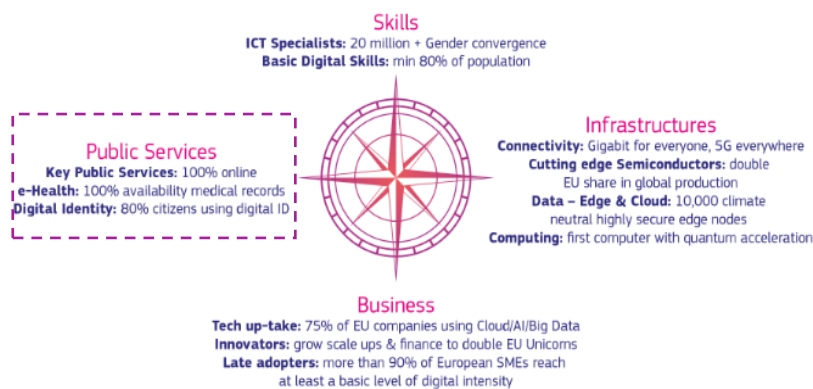 Skills
ICT Specialists: 20 million + Gender convergence
Basic Digital Skills: min 80% of population
Public Services
Key Public Services: 100% online
e-Health: 100% availability medical records
Digital Identity: 80% citizens using digital ID
Infrastructures
Connectivity: Gigabit for everyone, 5G everywhere
Cutting edge Semiconductors: double
EU share in global production
Data – Edge & Cloud: 10,000 climate
neutral highly secure edge nodes
Computing: first computer with quantum acceleration
Business
Tech up-take: 75% of EU companies using Cloud/AI/Big Data
Innovators: grow scale ups & finance to double EU Unicorns
Late adopters: more than 90% of European SMEs reach
at least a basic level of digital intensity